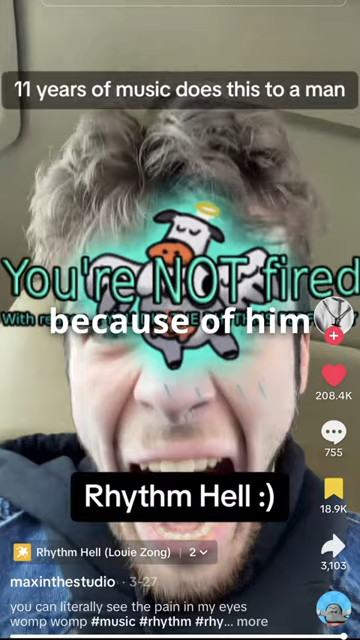 11 years of music does this to a man
You're NOT fired
because of him
208.4K
755
Rhythm Hell :)
18.9K
Rhythm Hell (Louie Zong) | 2
3,103
maxinthestudio · 3-27
you can literally see the pain in my eyes
womp womp #music #rhythm #rhy... more